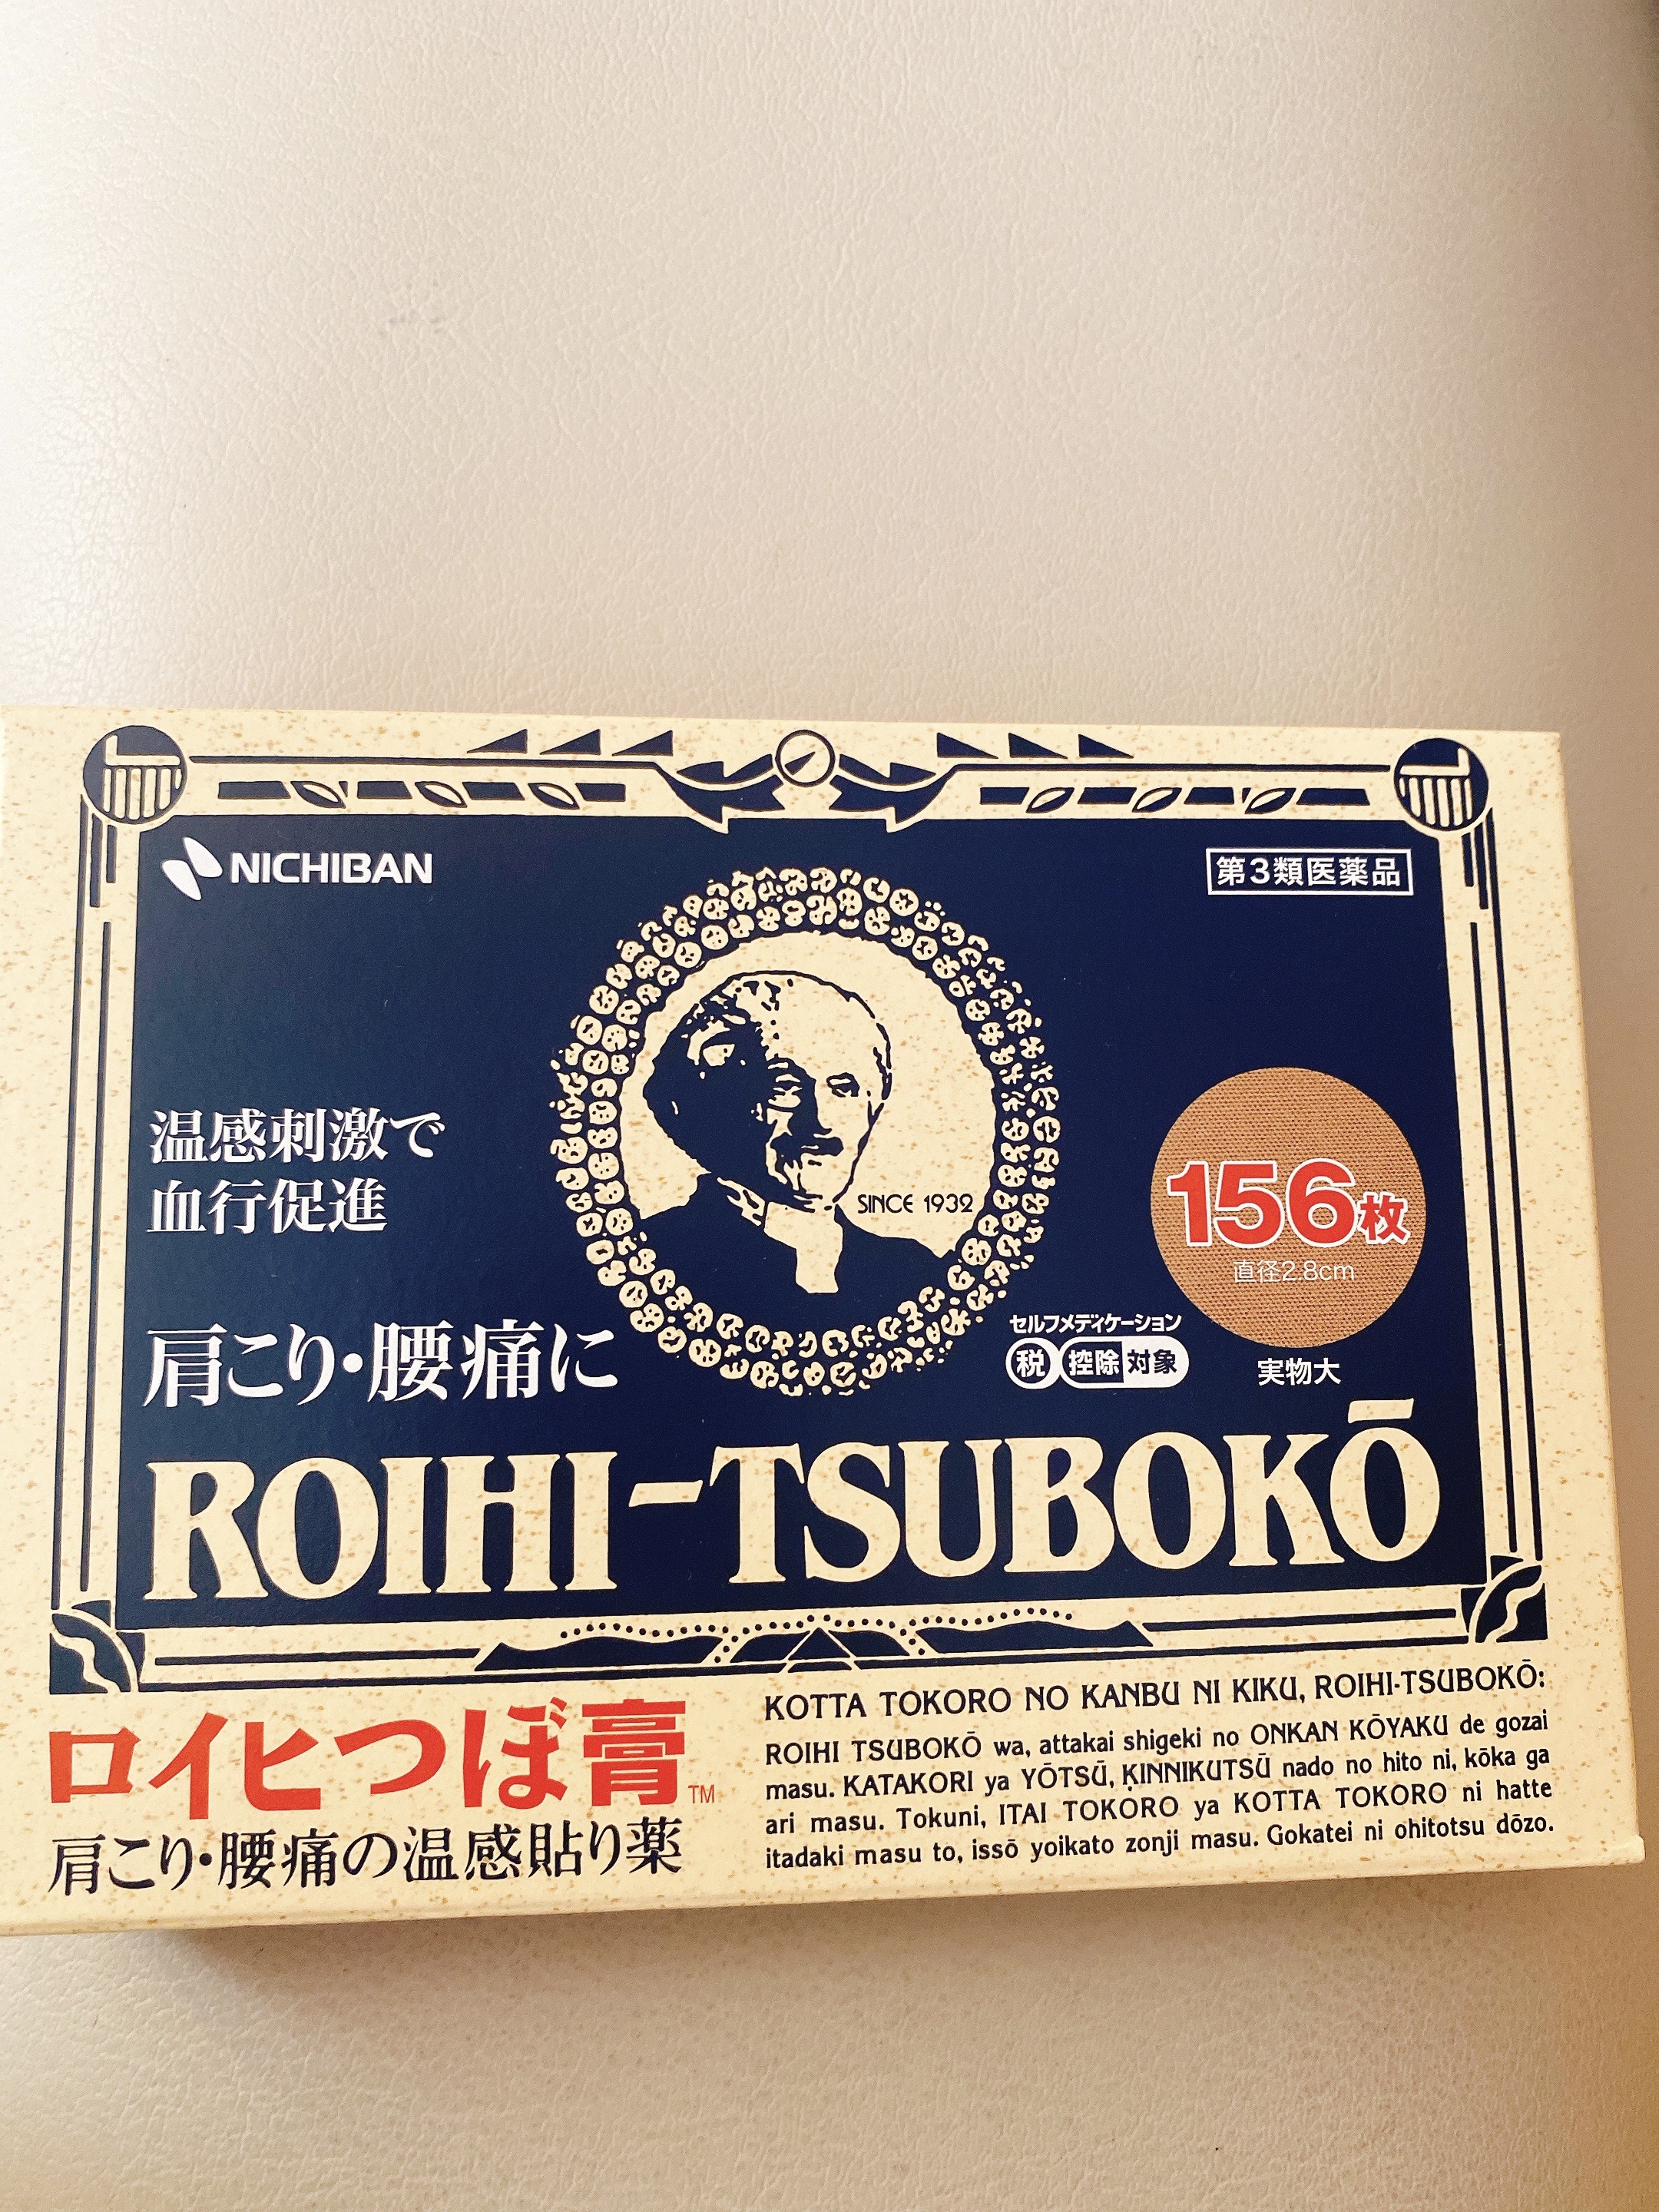 NICHIBAN
第3類医薬品
温感刺激で
血行促進
SINCE 1932
156枚
直径2.8cm
実物大
セルフメディケーション
税 控除 対象
肩こり・腰痛に
ROIHI-TSUBOKŌ
ロイヒつぼ膏™
肩こり・腰痛の温感貼り薬
KOTTA TOKORO NO KANBU NI KIKU, ROIHI-TSUBOKŌ:
ROIHI TSUBOKŌ wa, attakai shigeki no ONKAN KŌYAKU de gozai
masu. KATAKORI ya YŌTSŪ, KINNIKUTSŪ nado no hito ni, kōka ga
ari masu. Tokuni, ITAI TOKORO ya KOTTA TOKORO ni hatte
itadaki masu to, issō yoikato zonji masu. Gokatei ni ohitotsu dōzo.